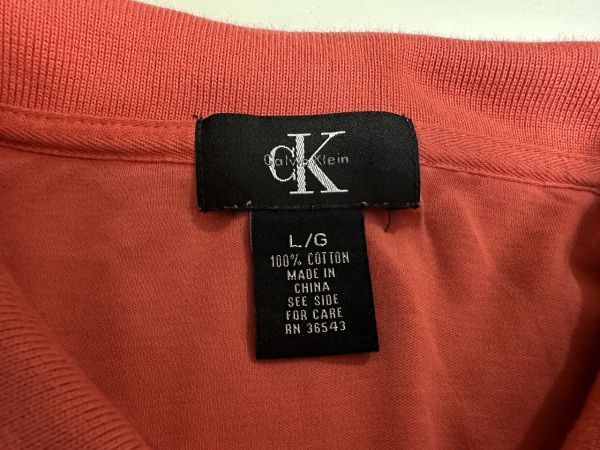 CK
Calvin Klein
L/G
100% COTTON
MADE IN
CHINA
SEE SIDE
FOR CARE
RN 36543